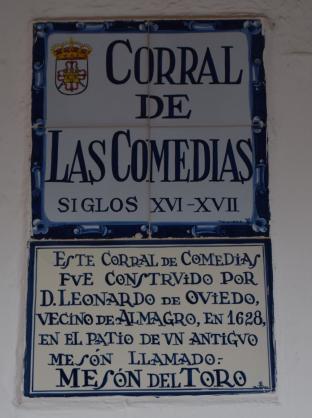 CORRAL
DE
LAS COMEDIAS
SIGLOS XVI-XVII
ESTE CORRAL DE COMEDIAS
FVE CONSTRVIDO POR
D. LEONARDO DE OVIEDO,
VECINO DE ALMAGRO, EN 1628,
EN EL PATIO DE VN ANTIGVO
MESÓN LLAMADO:-
MESÓN DEL TORO